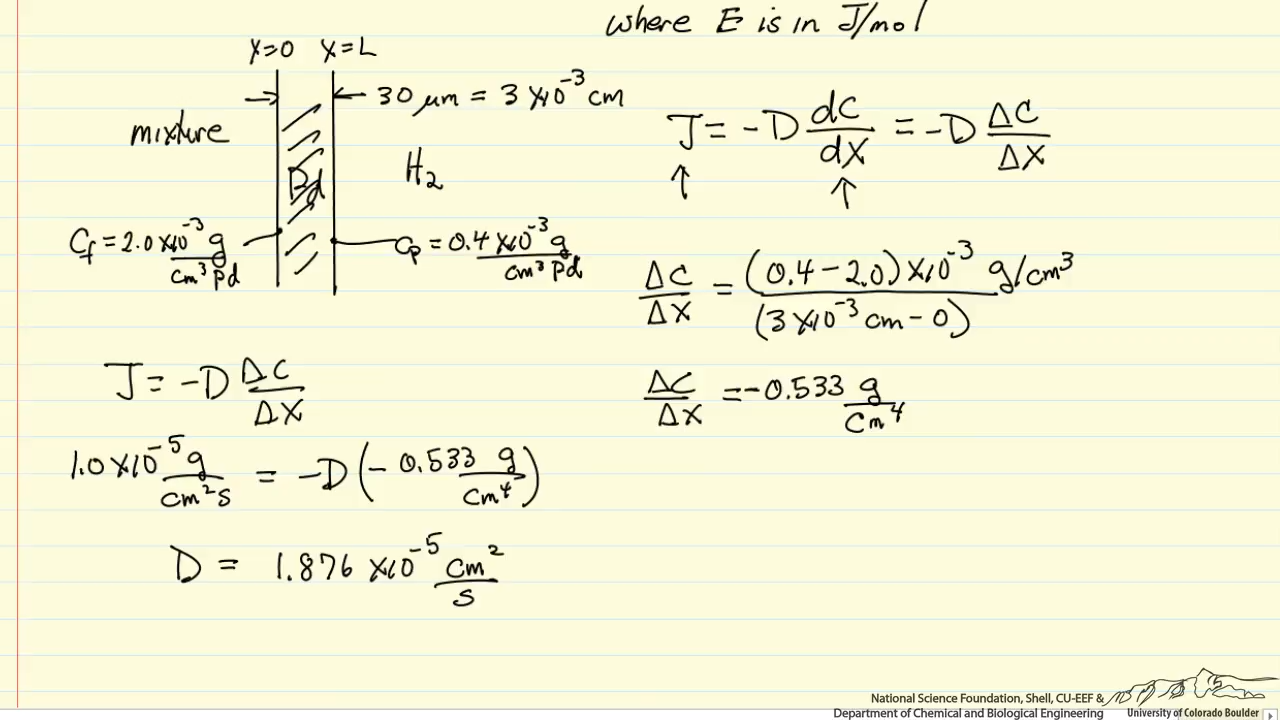 where E is in J/mol
x=0 x=L
→ ← 30 μm = 3 x10⁻³ cm
mixture
Pd
H₂
C_f = 2.0 x10⁻³ g/cm³ Pd
C_p = 0.4 x10⁻³ g/cm³ Pd
J = -D ΔC/ΔX
1.0 x10⁻⁵ g/cm²s = -D (-0.533 g/cm⁴)
D = 1.876 x10⁻⁵ cm²/s
J = -D dC/dX = -D ΔC/ΔX
↑ ↑
ΔC/ΔX = (0.4 - 2.0) x10⁻³ g/cm³ / (3 x10⁻³ cm - 0)
ΔC/ΔX = -0.533 g/cm⁴
National Science Foundation, Shell, CU-EEF &
Department of Chemical and Biological Engineering University of Colorado Boulder